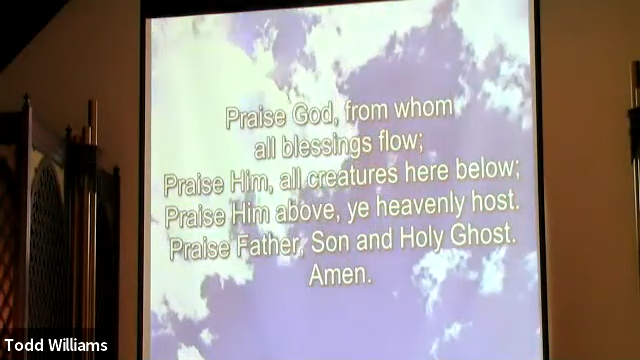 Praise God, from whom
all blessings flow;
Praise Him, all creatures here below;
Praise Him above, ye heavenly host.
Praise Father, Son and Holy Ghost.
Amen.
Todd Williams